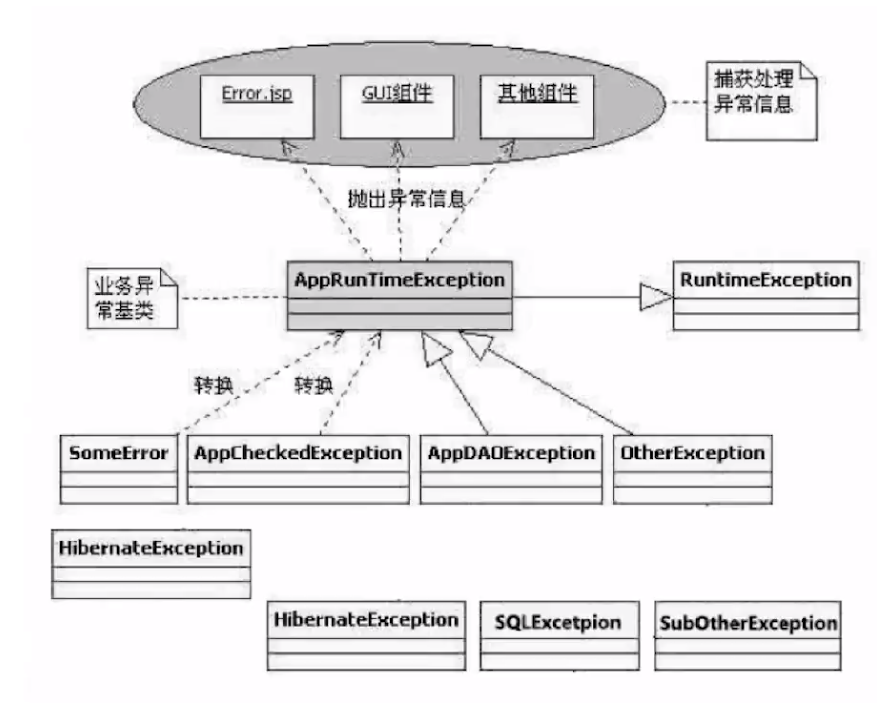 Error.jsp
GUI组件
其他组件
捕获处理
异常信息
抛出异常信息
业务异
常基类
AppRunTimeException
RuntimeException
转换
转换
SomeError
AppCheckedException
AppDAOException
OtherException
HibernateException
HibernateException
SQLExcetpion
SubOtherException